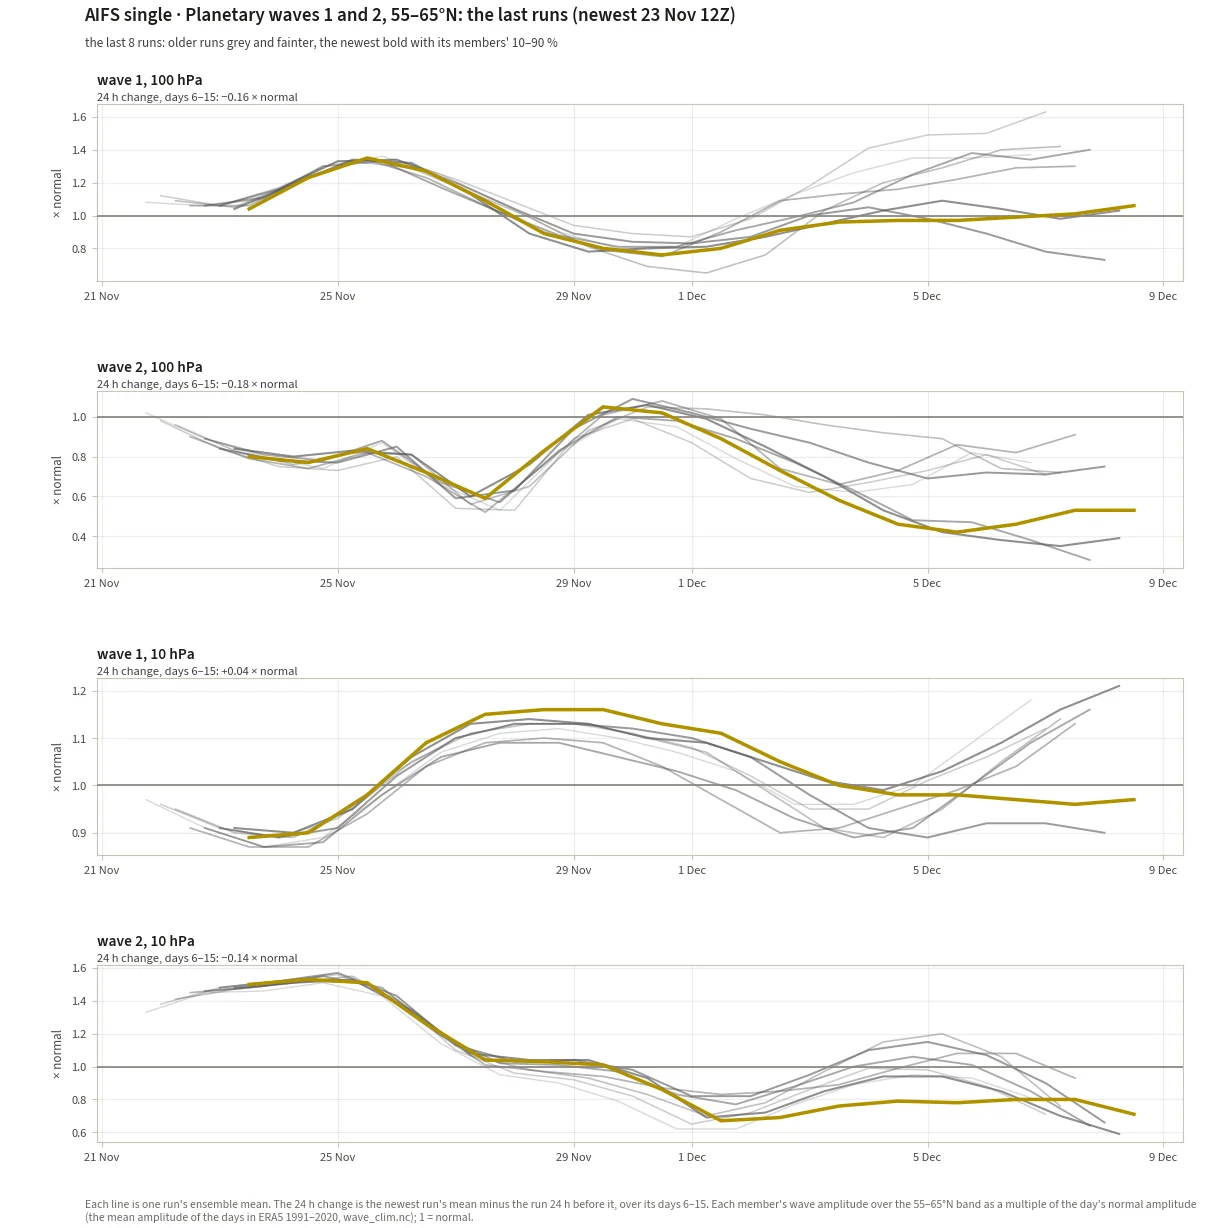 AIFS single · Planetary waves 1 and 2, 55–65°N: the last runs (newest 23 Nov 12Z)
the last 8 runs: older runs grey and fainter, the newest bold with its members' 10–90 %
wave 1, 100 hPa
24 h change, days 6–15: −0.16 × normal
1.6
1.4
1.2
1.0
0.8
× normal
21 Nov
25 Nov
29 Nov
1 Dec
5 Dec
9 Dec
wave 2, 100 hPa
24 h change, days 6–15: −0.18 × normal
1.0
0.8
0.6
0.4
× normal
21 Nov
25 Nov
29 Nov
1 Dec
5 Dec
9 Dec
wave 1, 10 hPa
24 h change, days 6–15: +0.04 × normal
1.2
1.1
1.0
0.9
× normal
21 Nov
25 Nov
29 Nov
1 Dec
5 Dec
9 Dec
wave 2, 10 hPa
24 h change, days 6–15: −0.14 × normal
1.6
1.4
1.2
1.0
0.8
0.6
× normal
21 Nov
25 Nov
29 Nov
1 Dec
5 Dec
9 Dec
Each line is one run's ensemble mean. The 24 h change is the newest run's mean minus the run 24 h before it, over its days 6–15. Each member's wave amplitude over the 55–65°N band as a multiple of the day's normal amplitude
(the mean amplitude of the days in ERA5 1991–2020, wave_clim.nc); 1 = normal.